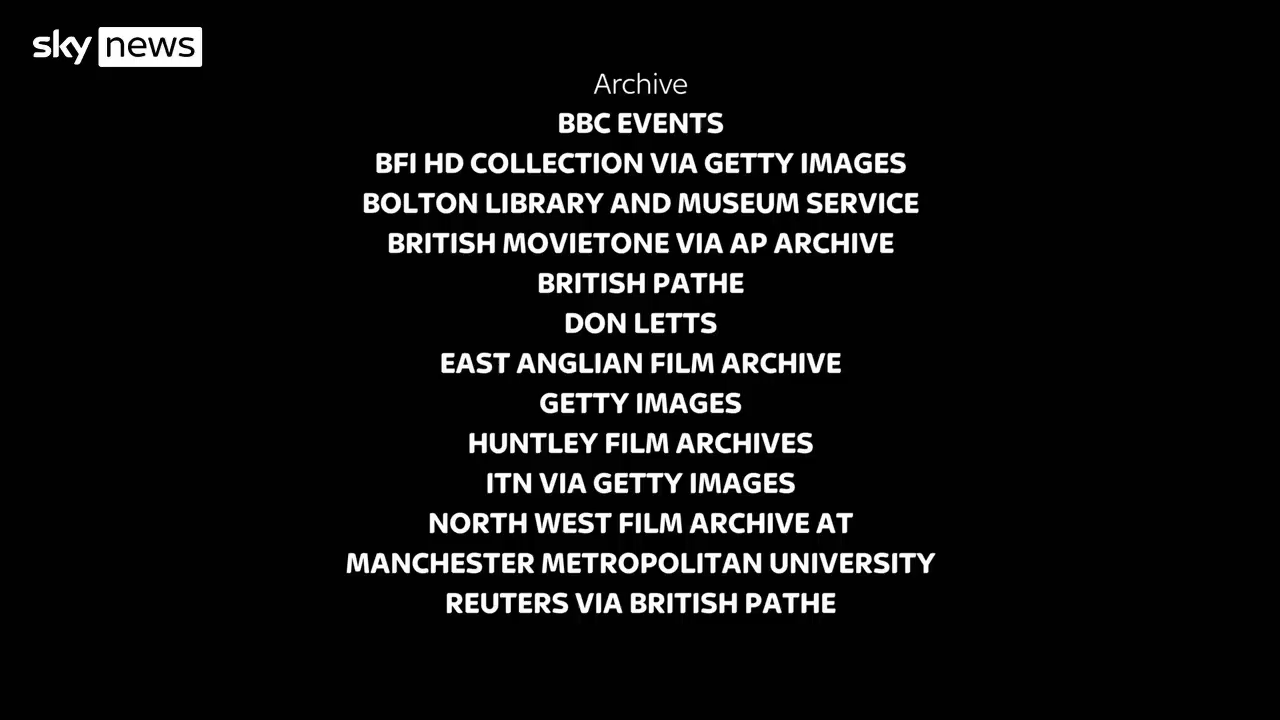 sky news
Archive
BBC EVENTS
BFI HD COLLECTION VIA GETTY IMAGES
BOLTON LIBRARY AND MUSEUM SERVICE
BRITISH MOVIETONE VIA AP ARCHIVE
BRITISH PATHE
DON LETTS
EAST ANGLIAN FILM ARCHIVE
GETTY IMAGES
HUNTLEY FILM ARCHIVES
ITN VIA GETTY IMAGES
NORTH WEST FILM ARCHIVE AT
MANCHESTER METROPOLITAN UNIVERSITY
REUTERS VIA BRITISH PATHE